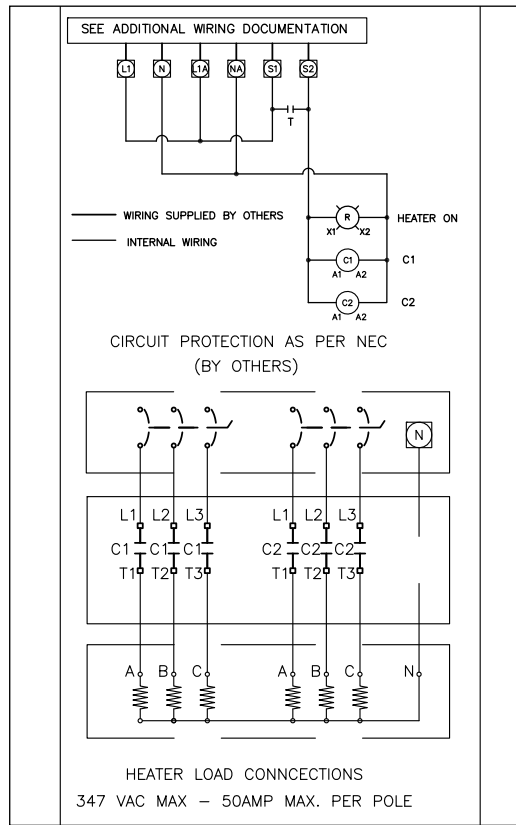 SEE ADDITIONAL WIRING DOCUMENTATION
L1 N L1A NA S1 S2
T
WIRING SUPPLIED BY OTHERS
INTERNAL WIRING
R
X1 X2
HEATER ON
C1
A1 A2
C1
C2
A1 A2
C2
CIRCUIT PROTECTION AS PER NEC
(BY OTHERS)
N
L1 L2 L3 L1 L2 L3
C1 C1 C1 C2 C2 C2
T1 T2 T3 T1 T2 T3
A B C A B C N
HEATER LOAD CONNCECTIONS
347 VAC MAX – 50AMP MAX. PER POLE